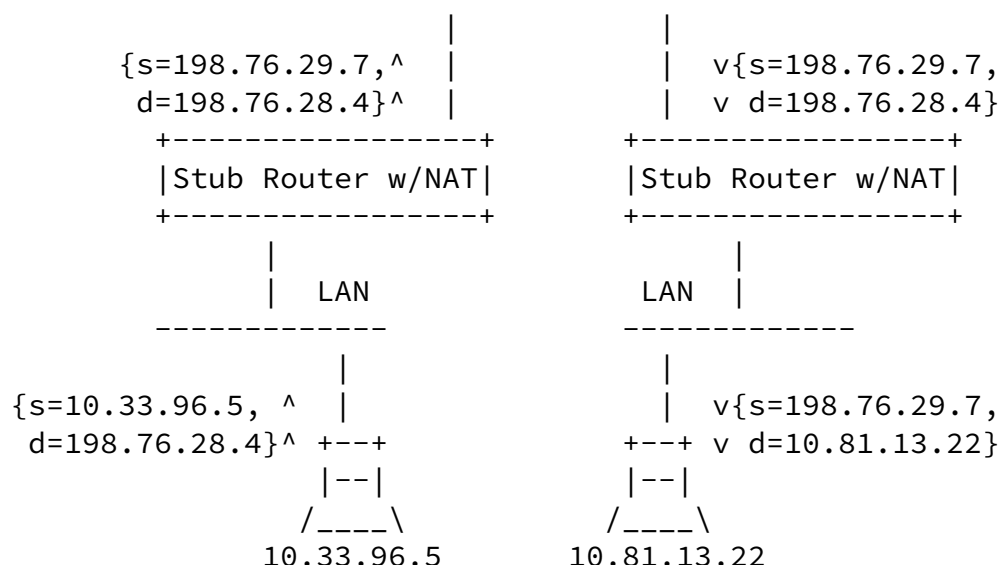 |          |
     {s=198.76.29.7,^  |          |  v{s=198.76.29.7,
      d=198.76.28.4}^  |          |  v d=198.76.28.4}
       +-----------------+       +-----------------+
       |Stub Router w/NAT|       |Stub Router w/NAT|
       +-----------------+       +-----------------+
             |                        |
             |  LAN               LAN  |
       -------------             -------------
                 |                 |
{s=10.33.96.5, ^  |                 |  v{s=198.76.29.7,
 d=198.76.28.4}^ +--+             +--+ v d=10.81.13.22}
                |--|             |--|
               /____\           /____\
             10.33.96.5       10.81.13.22